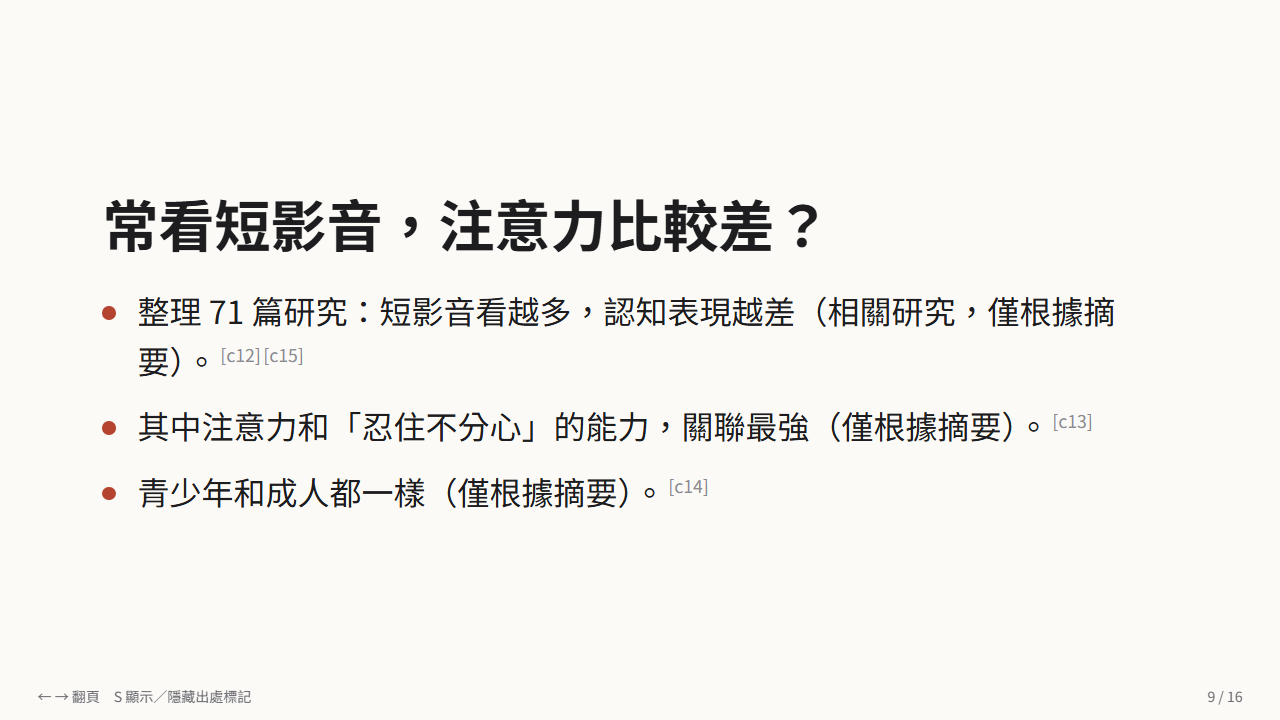 常看短影音，注意力比較差？
整理 71 篇研究：短影音看越多，認知表現越差（相關研究，僅根據摘
要）。[c12][c15]
其中注意力和「忍住不分心」的能力，關聯最強（僅根據摘要）。[c13]
青少年和成人都一樣（僅根據摘要）。[c14]
←→ 翻頁　S 顯示／隱藏出處標記
9 / 16